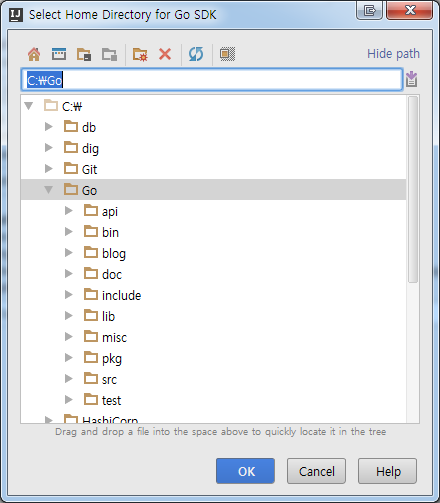 IJ Select Home Directory for Go SDK
Hide path
C:₩Go
C:₩
db
dig
Git
Go
api
bin
blog
doc
include
lib
misc
pkg
src
test
HashiCorp
Drag and drop a file into the space above to quickly locate it in the tree
OK
Cancel
Help